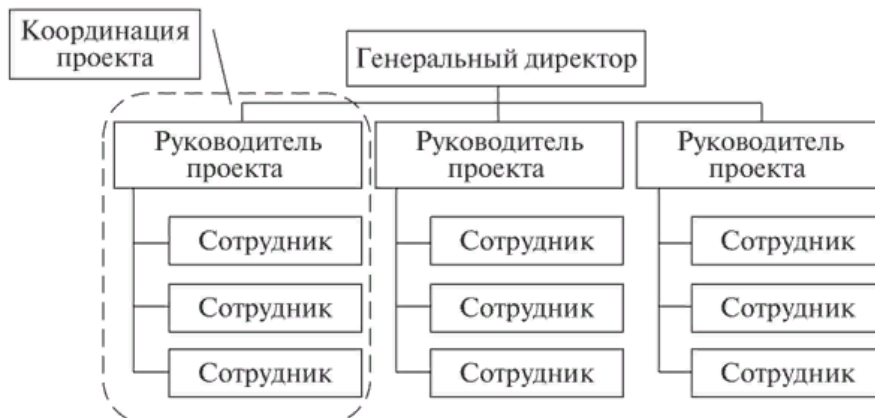 Координация
проекта
Генеральный директор
Руководитель
проекта
Руководитель
проекта
Руководитель
проекта
Сотрудник
Сотрудник
Сотрудник
Сотрудник
Сотрудник
Сотрудник
Сотрудник
Сотрудник
Сотрудник